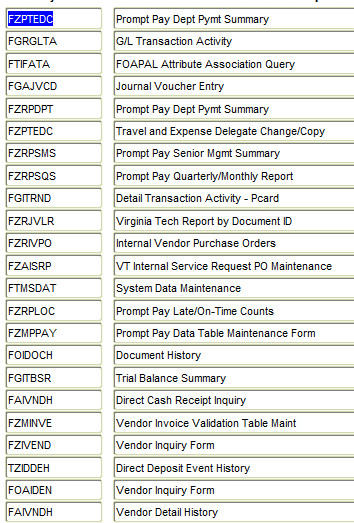 FZPTEDC Prompt Pay Dept Pymt Summary
FGRGLTA G/L Transaction Activity
FTIFATA FOAPAL Attribute Association Query
FGAJVCD Journal Voucher Entry
FZRPDPT Prompt Pay Dept Pymt Summary
FZPTEDC Travel and Expense Delegate Change/Copy
FZRPSMS Prompt Pay Senior Mgmt Summary
FZRPSQS Prompt Pay Quarterly/Monthly Report
FGITRND Detail Transaction Activity - Pcard
FZRJVLR Virginia Tech Report by Document ID
FZRIVPO Internal Vendor Purchase Orders
FZAISRP VT Internal Service Request PO Maintenance
FTMSDAT System Data Maintenance
FZRPLOC Prompt Pay Late/On-Time Counts
FZMPPAY Prompt Pay Data Table Maintenance Form
FOIDOCH Document History
FGITBSR Trial Balance Summary
FAIVNDH Direct Cash Receipt Inquiry
FZMINVE Vendor Invoice Validation Table Maint
FZIVEND Vendor Inquiry Form
TZIDDEH Direct Deposit Event History
FOAIDEN Vendor Inquiry Form
FAIVNDH Vendor Detail History